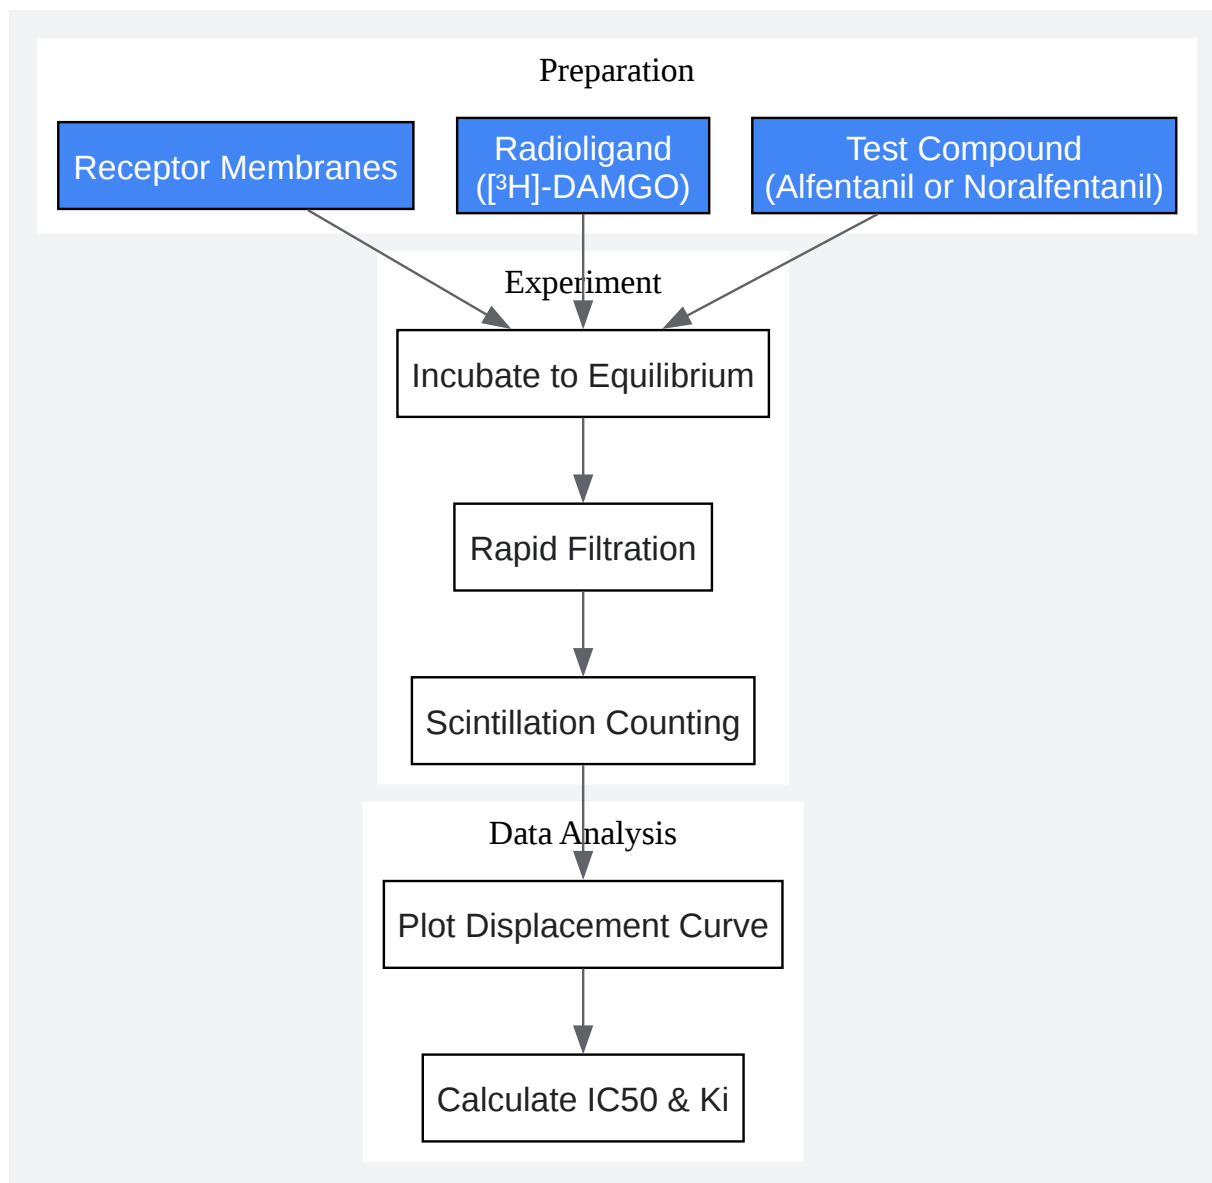 Preparation
Receptor Membranes
Radioligand
([³H]-DAMGO)
Test Compound
(Alfentanil or Noralfentanil)
Experiment
Incubate to Equilibrium
Rapid Filtration
Scintillation Counting
Data Analysis
Plot Displacement Curve
Calculate IC50 & Ki